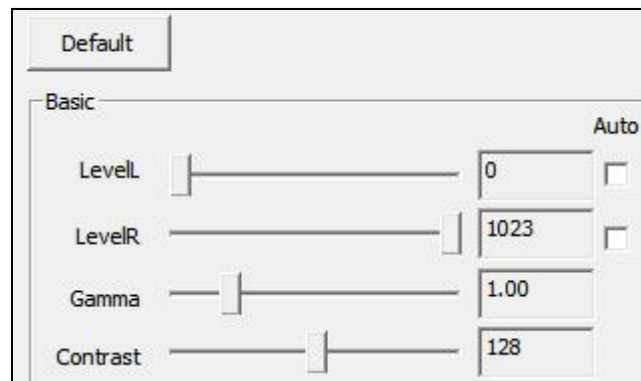 Default
Basic
Auto
LevelL 0
LevelR 1023
Gamma 1.00
Contrast 128